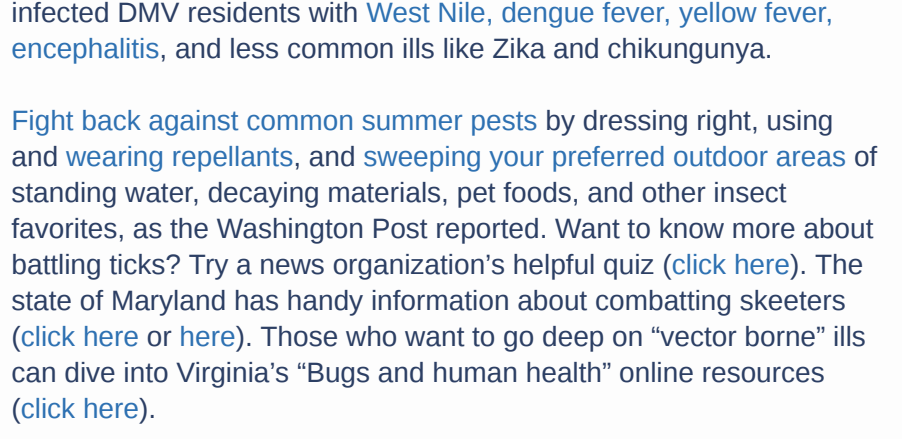 infected DMV residents with West Nile, dengue fever, yellow fever,
encephalitis, and less common ills like Zika and chikungunya.
Fight back against common summer pests by dressing right, using
and wearing repellants, and sweeping your preferred outdoor areas of
standing water, decaying materials, pet foods, and other insect
favorites, as the Washington Post reported. Want to know more about
battling ticks? Try a news organization’s helpful quiz (click here). The
state of Maryland has handy information about combatting skeeters
(click here or here). Those who want to go deep on “vector borne” ills
can dive into Virginia’s “Bugs and human health” online resources
(click here).